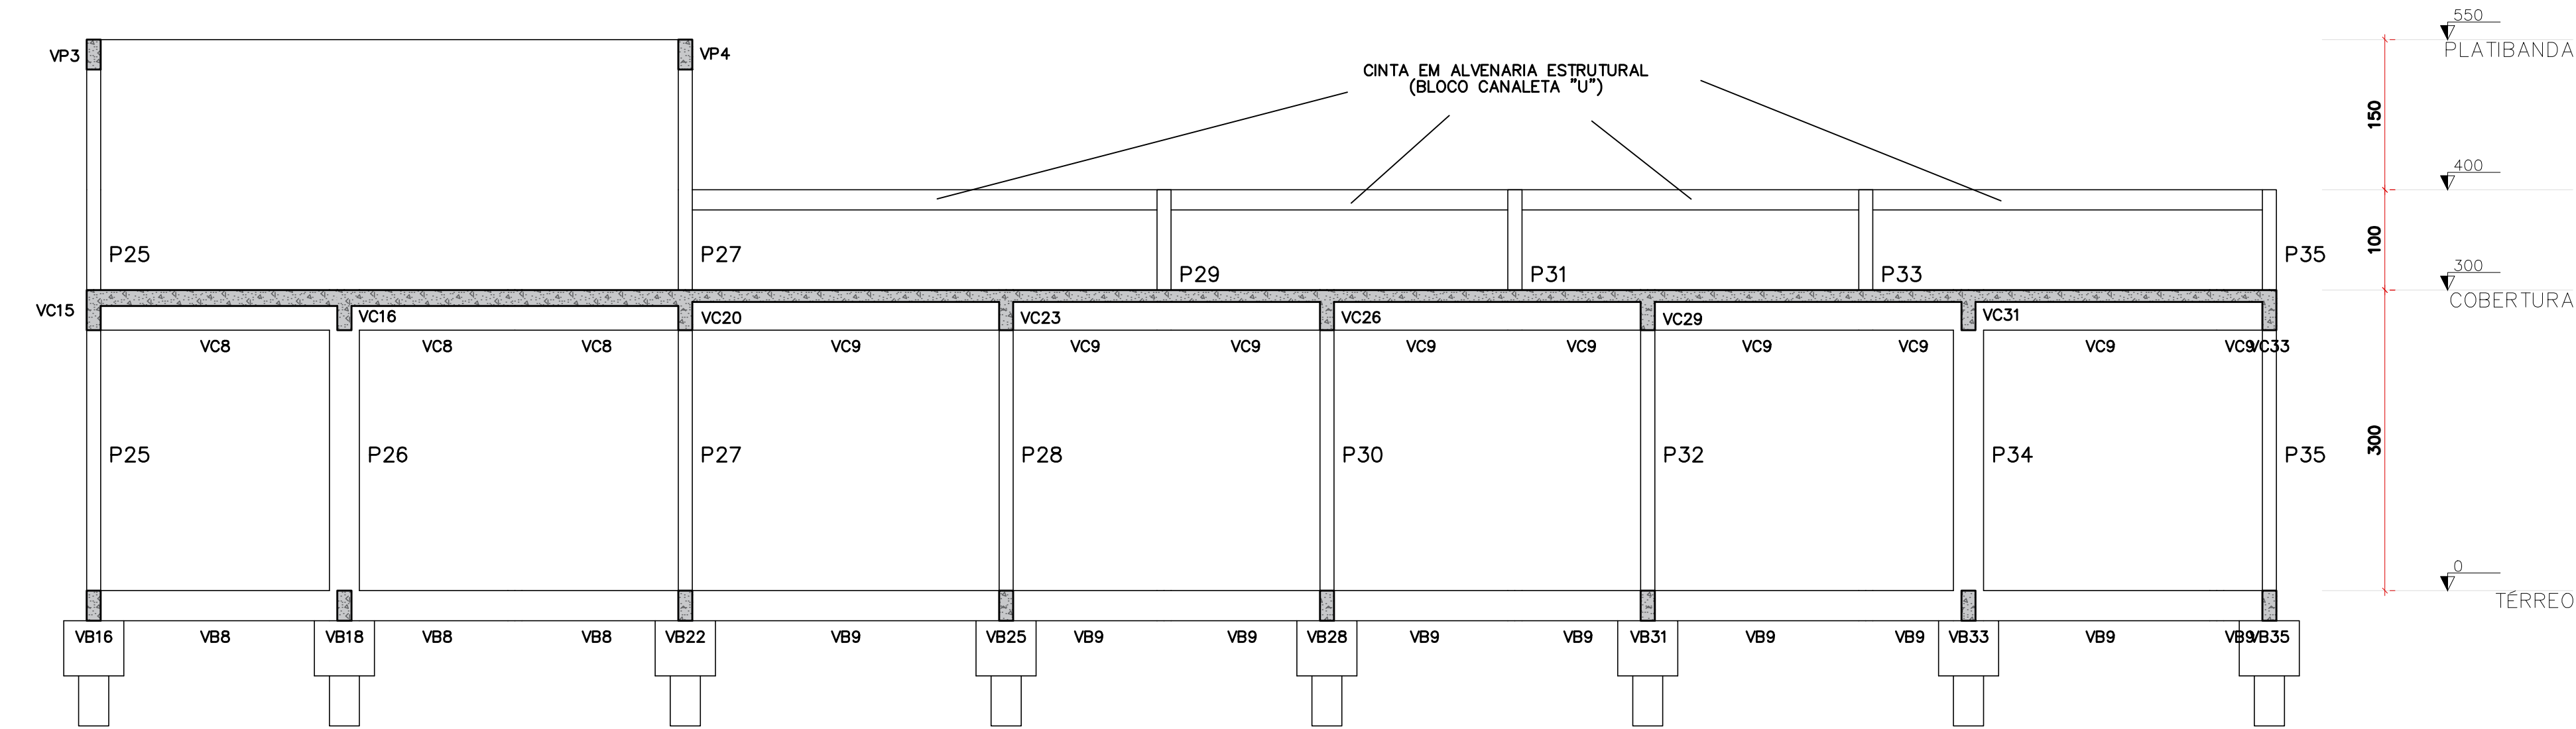 550
VP3
VP4
PLATIBANDA
CINTA EM ALVENARIA ESTRUTURAL
(BLOCO CANALETA "U")
150
400
P25
P27
P29
P31
P33
P35
100
300
COBERTURA
VC15
VC16
VC20
VC23
VC26
VC29
VC31
VC8
VC8
VC8
VC9
VC9
VC9
VC9
VC9
VC9
VC9
VC9
VC9
VC33
P25
P26
P27
P28
P30
P32
P34
P35
300
0
TÉRREO
VB16
VB8
VB18
VB8
VB8
VB22
VB9
VB25
VB9
VB9
VB28
VB9
VB9
VB31
VB9
VB9
VB33
VB9
VB9
VB35